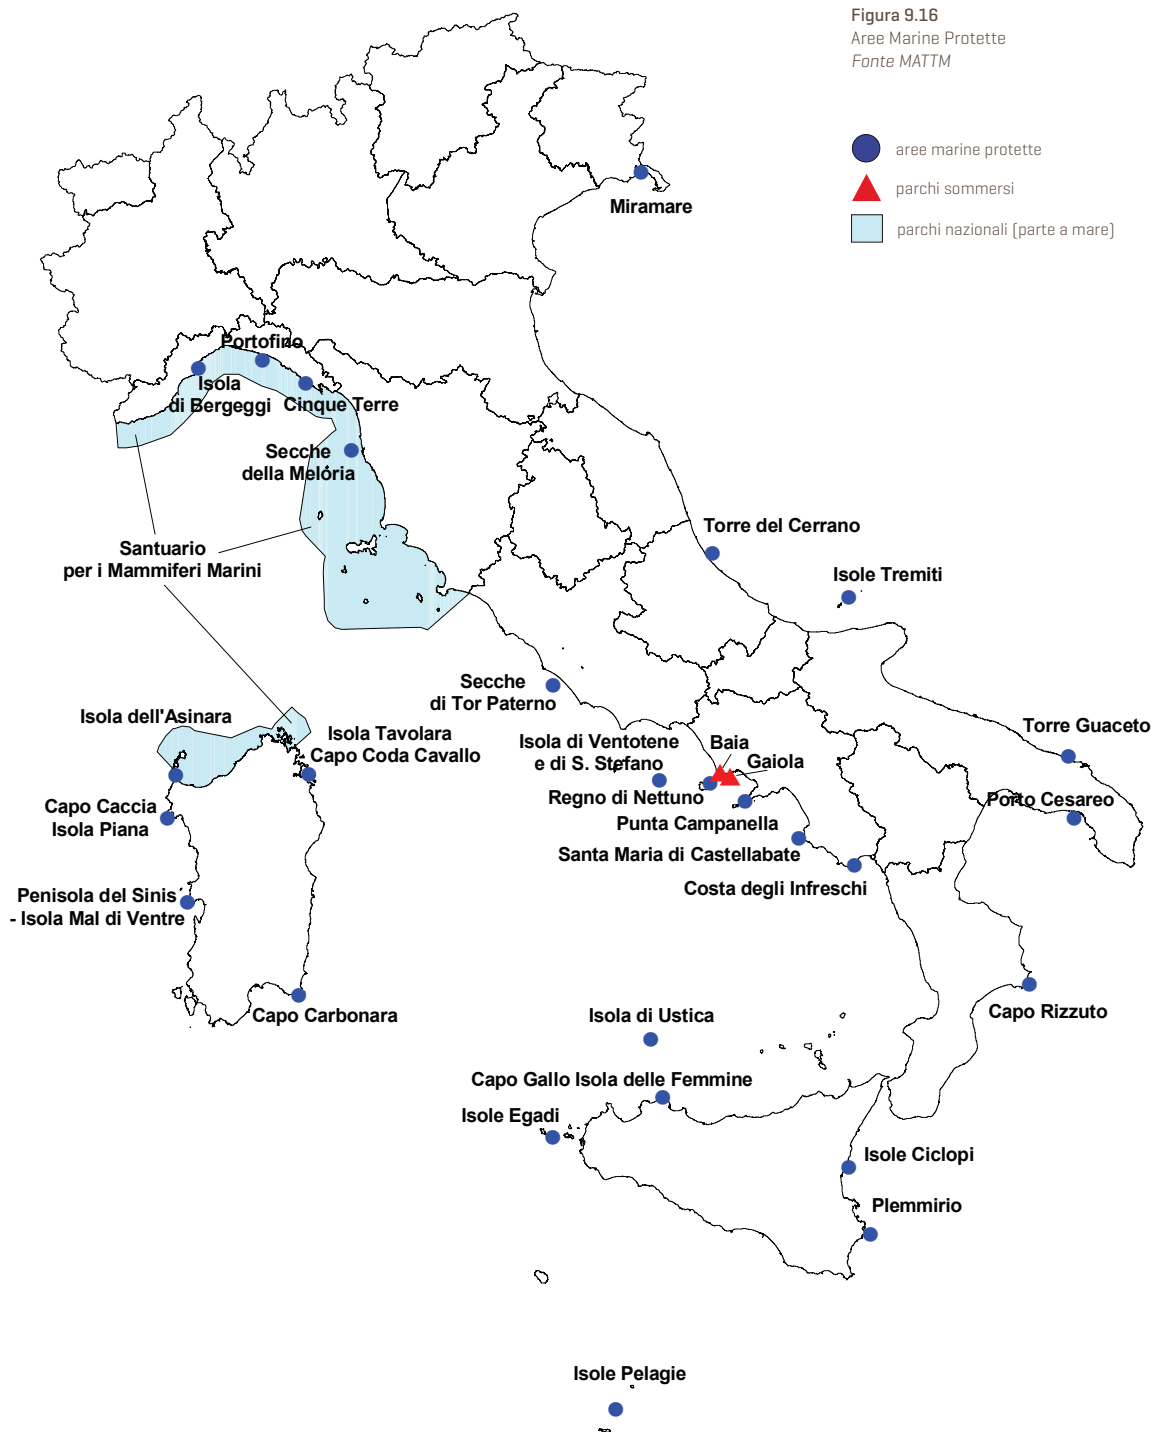 Figura 9.16
Aree Marine Protette
Fonte MATTM
aree marine protette
parchi sommersi
parchi nazionali (parte a mare)
Miramare
Portofino
Isola
di Bergeggi
Cinque Terre
Secche
della Meloria
Santuario
per i Mammiferi Marini
Torre del Cerrano
Isole Tremiti
Secche
di Tor Paterno
Isola dell'Asinara
Isola Tavolara
Capo Coda Cavallo
Isola di Ventotene
e di S. Stefano
Baia
Gaiola
Torre Guaceto
Regno di Nettuno
Porto Cesareo
Capo Caccia
Isola Piana
Punta Campanella
Santa Maria di Castellabate
Costa degli Infreschi
Penisola del Sinis
- Isola Mal di Ventre
Capo Carbonara
Isola di Ustica
Capo Rizzuto
Capo Gallo Isola delle Femmine
Isole Egadi
Isole Ciclopi
Plemmirio
Isole Pelagie